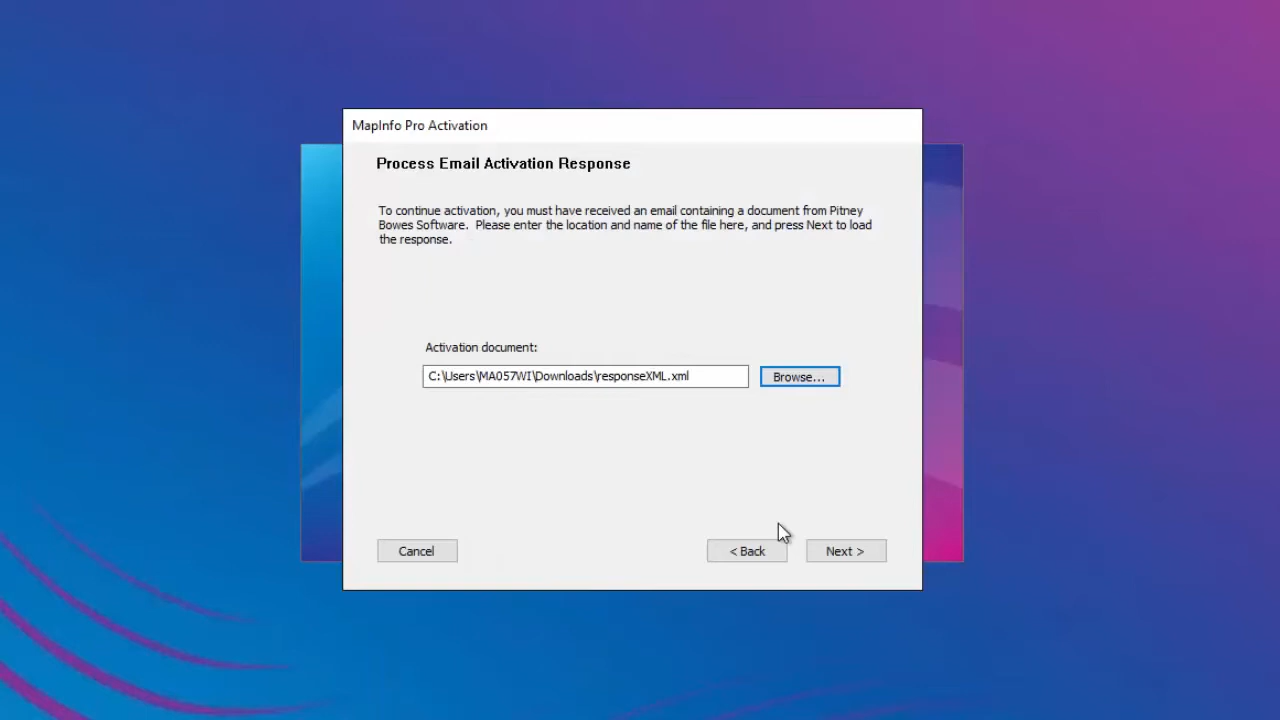 MapInfo Pro Activation
Process Email Activation Response
To continue activation, you must have received an email containing a document from Pitney
Bowes Software.  Please enter the location and name of the file here, and press Next to load
the response.
Activation document:
C:\Users\MA057WI\Downloads\responseXML.xml
Browse...
Cancel
< Back
Next >